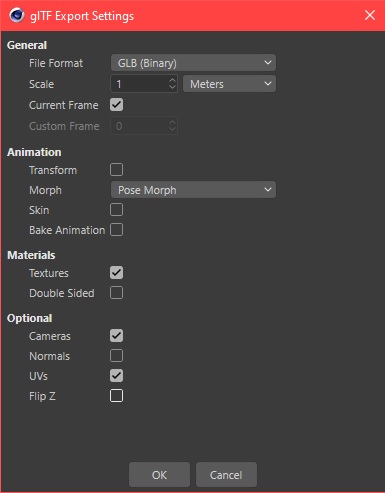 glTF Export Settings
General
File Format GLB (Binary)
Scale 1 Meters
Current Frame
Custom Frame 0
Animation
Transform
Morph Pose Morph
Skin
Bake Animation
Materials
Textures
Double Sided
Optional
Cameras
Normals
UVs
Flip Z
OK Cancel